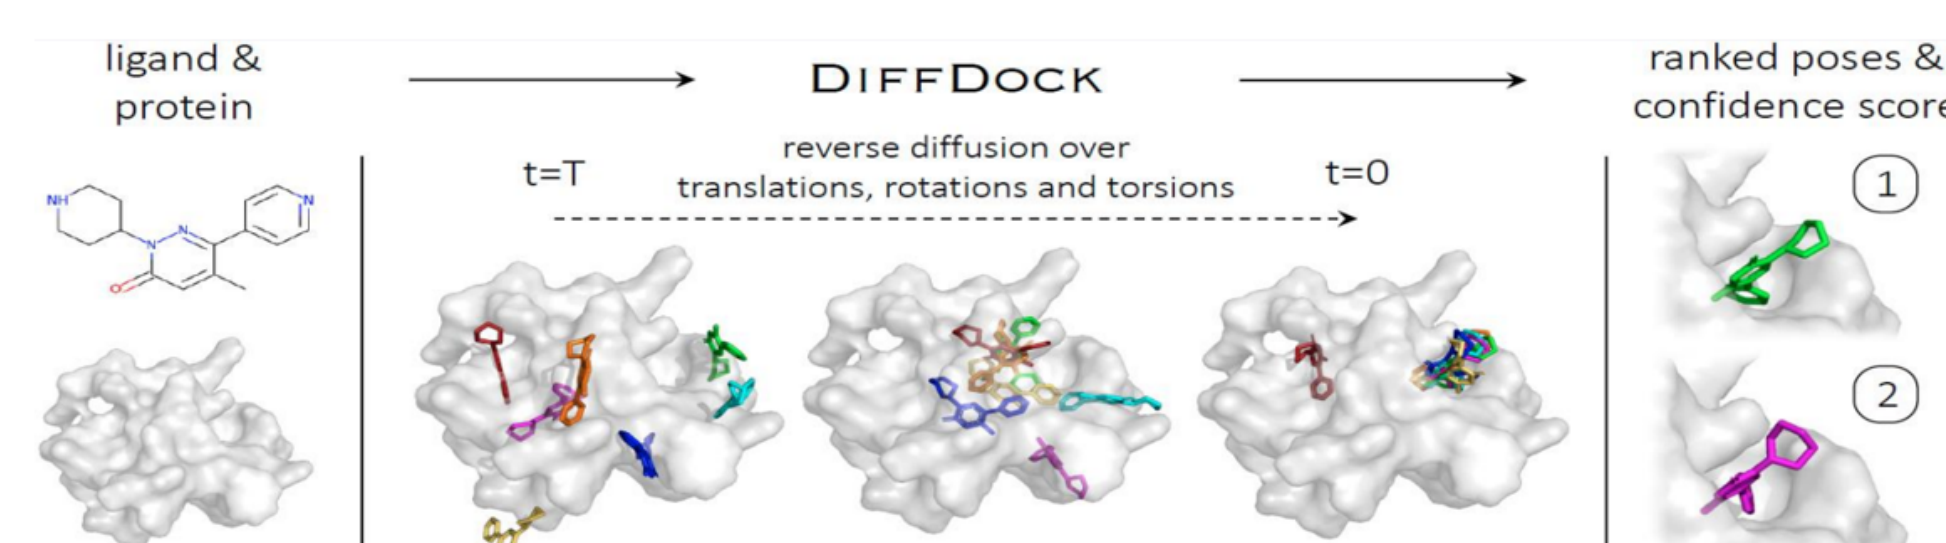 ligand &
protein
DIFFDOCK
ranked poses &
confidence score
reverse diffusion over
translations, rotations and torsions
t=T
t=0
NH
N
N
N
O
1
2